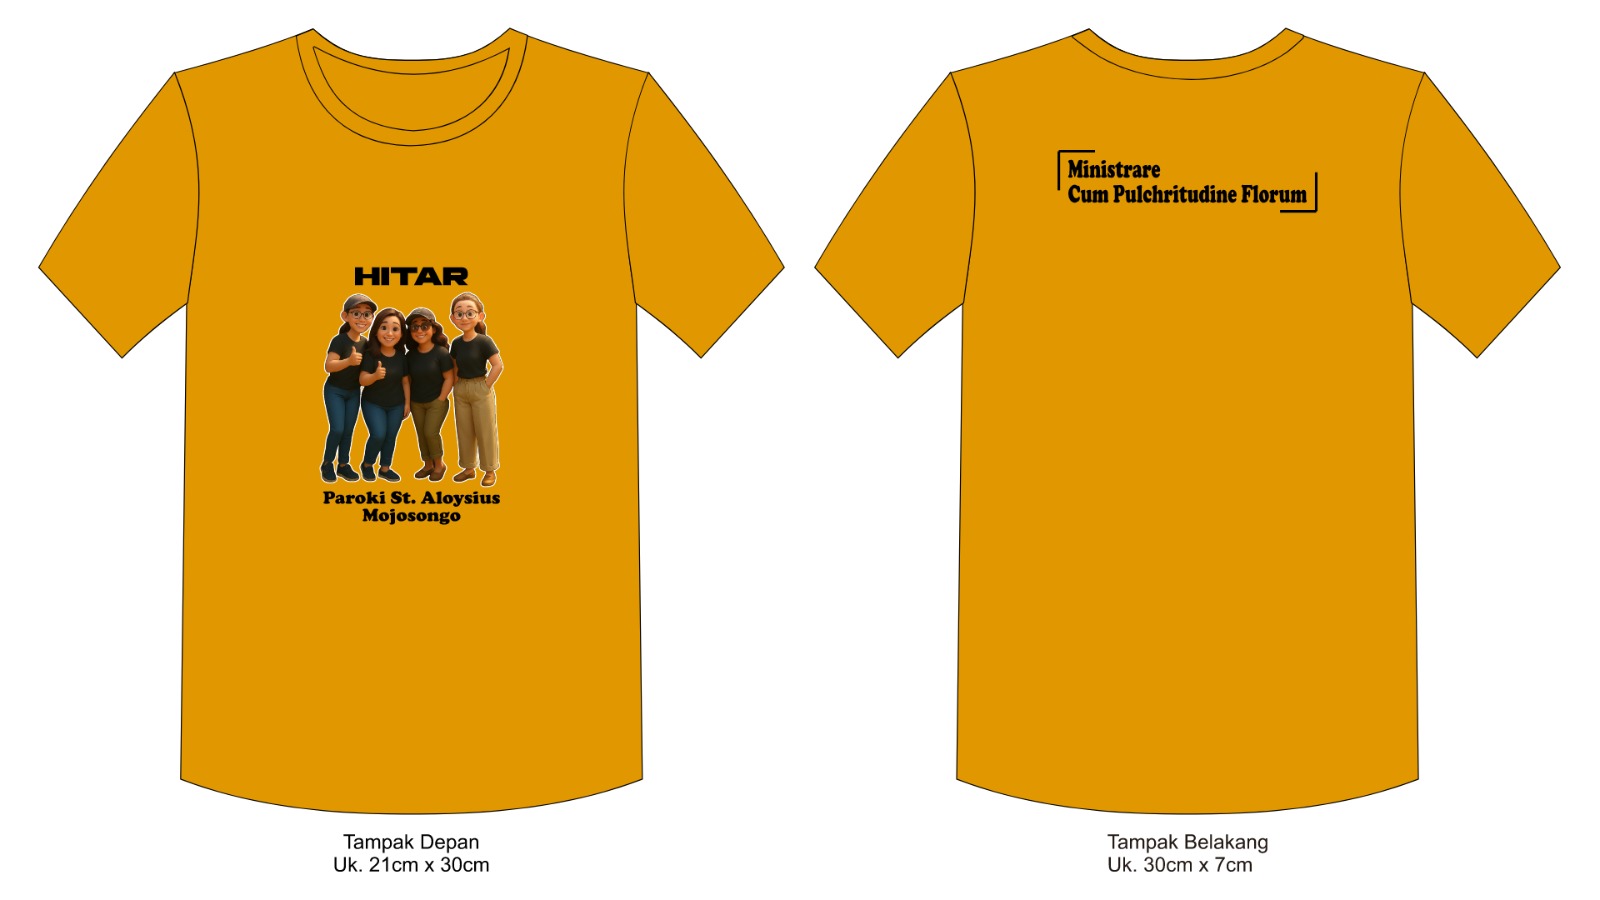 HITAR
Paroki St. Aloysius
Mojosongo
Tampak Depan
Uk. 21cm x 30cm
Ministrare
Cum Pulchritudine Florum
Tampak Belakang
Uk. 30cm x 7cm